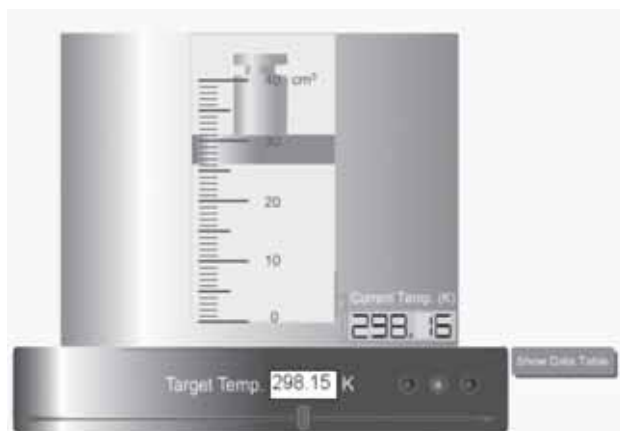 40 cm³
30
20
10
0
Current Temp. (K)
298.16
Target Temp. 298.15 K
Show Data Table